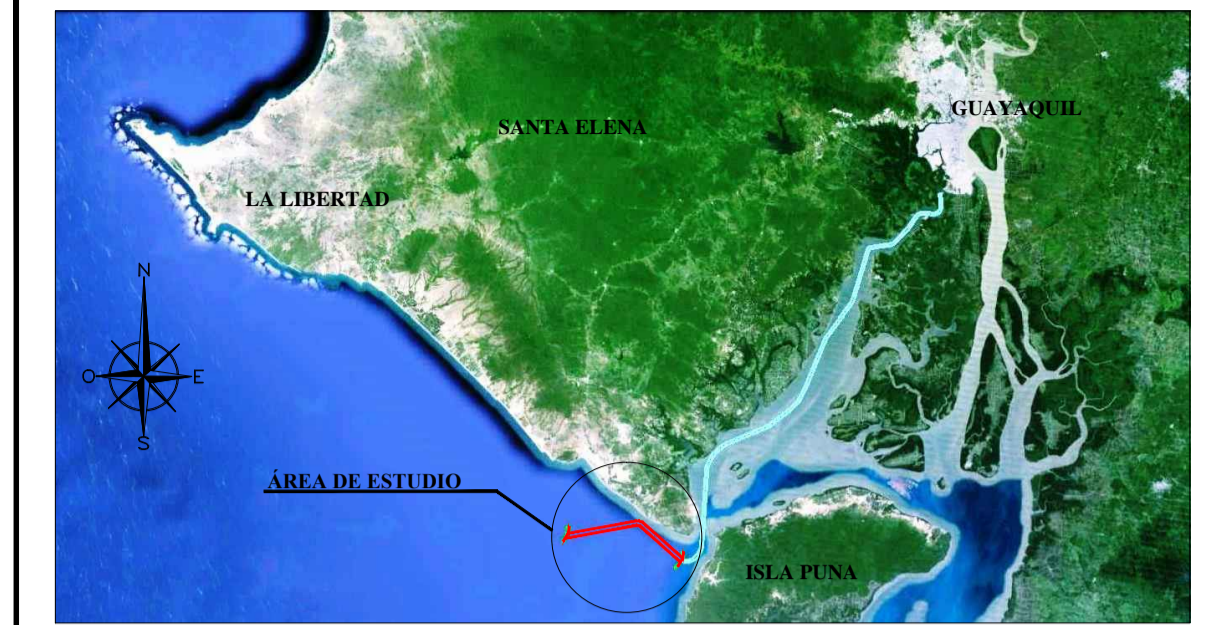 GUAYAQUIL
SANTA ELENA
LA LIBERTAD
N
O
E
S
ÁREA DE ESTUDIO
ISLA PUNA